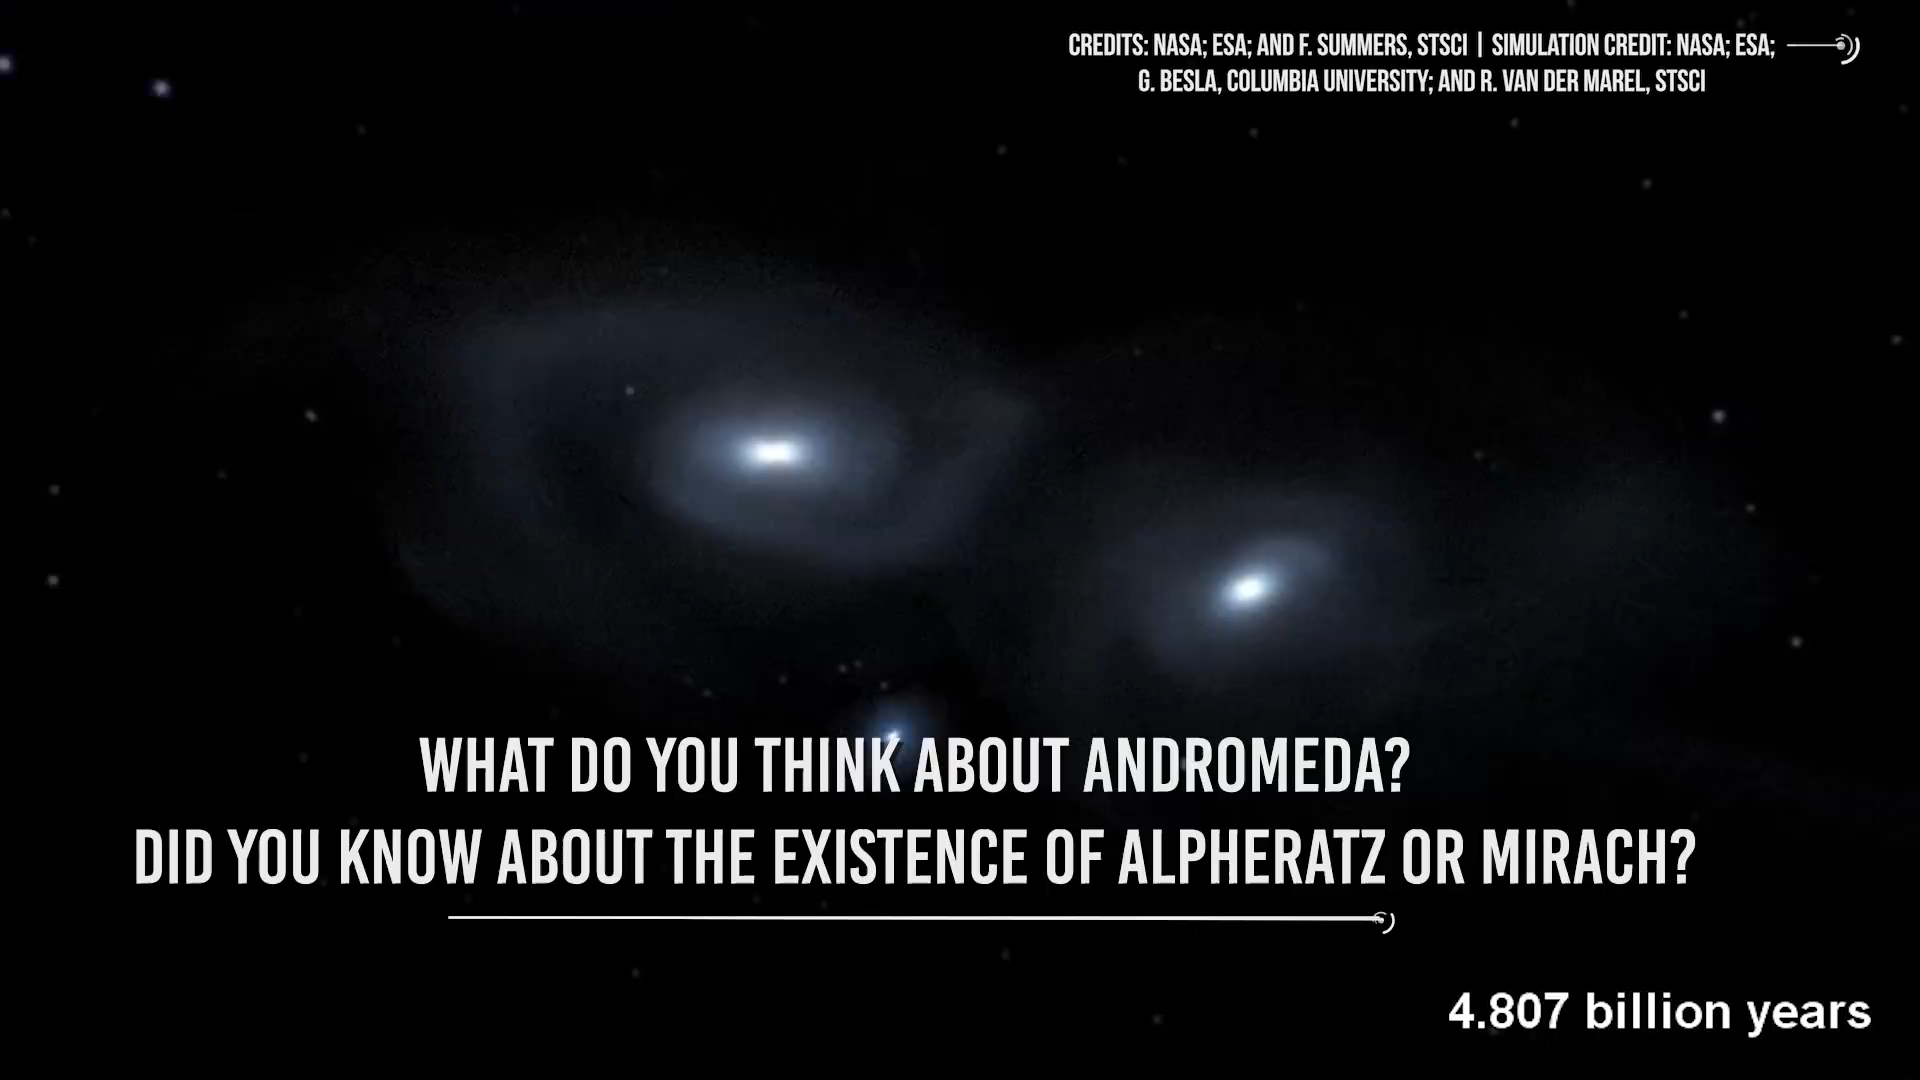 CREDITS: NASA; ESA; AND F. SUMMERS, STSCI | SIMULATION CREDIT: NASA; ESA;
G. BESLA, COLUMBIA UNIVERSITY; AND R. VAN DER MAREL, STSCI
WHAT DO YOU THINK ABOUT ANDROMEDA?
DID YOU KNOW ABOUT THE EXISTENCE OF ALPHERATZ OR MIRACH?
4.807 billion years